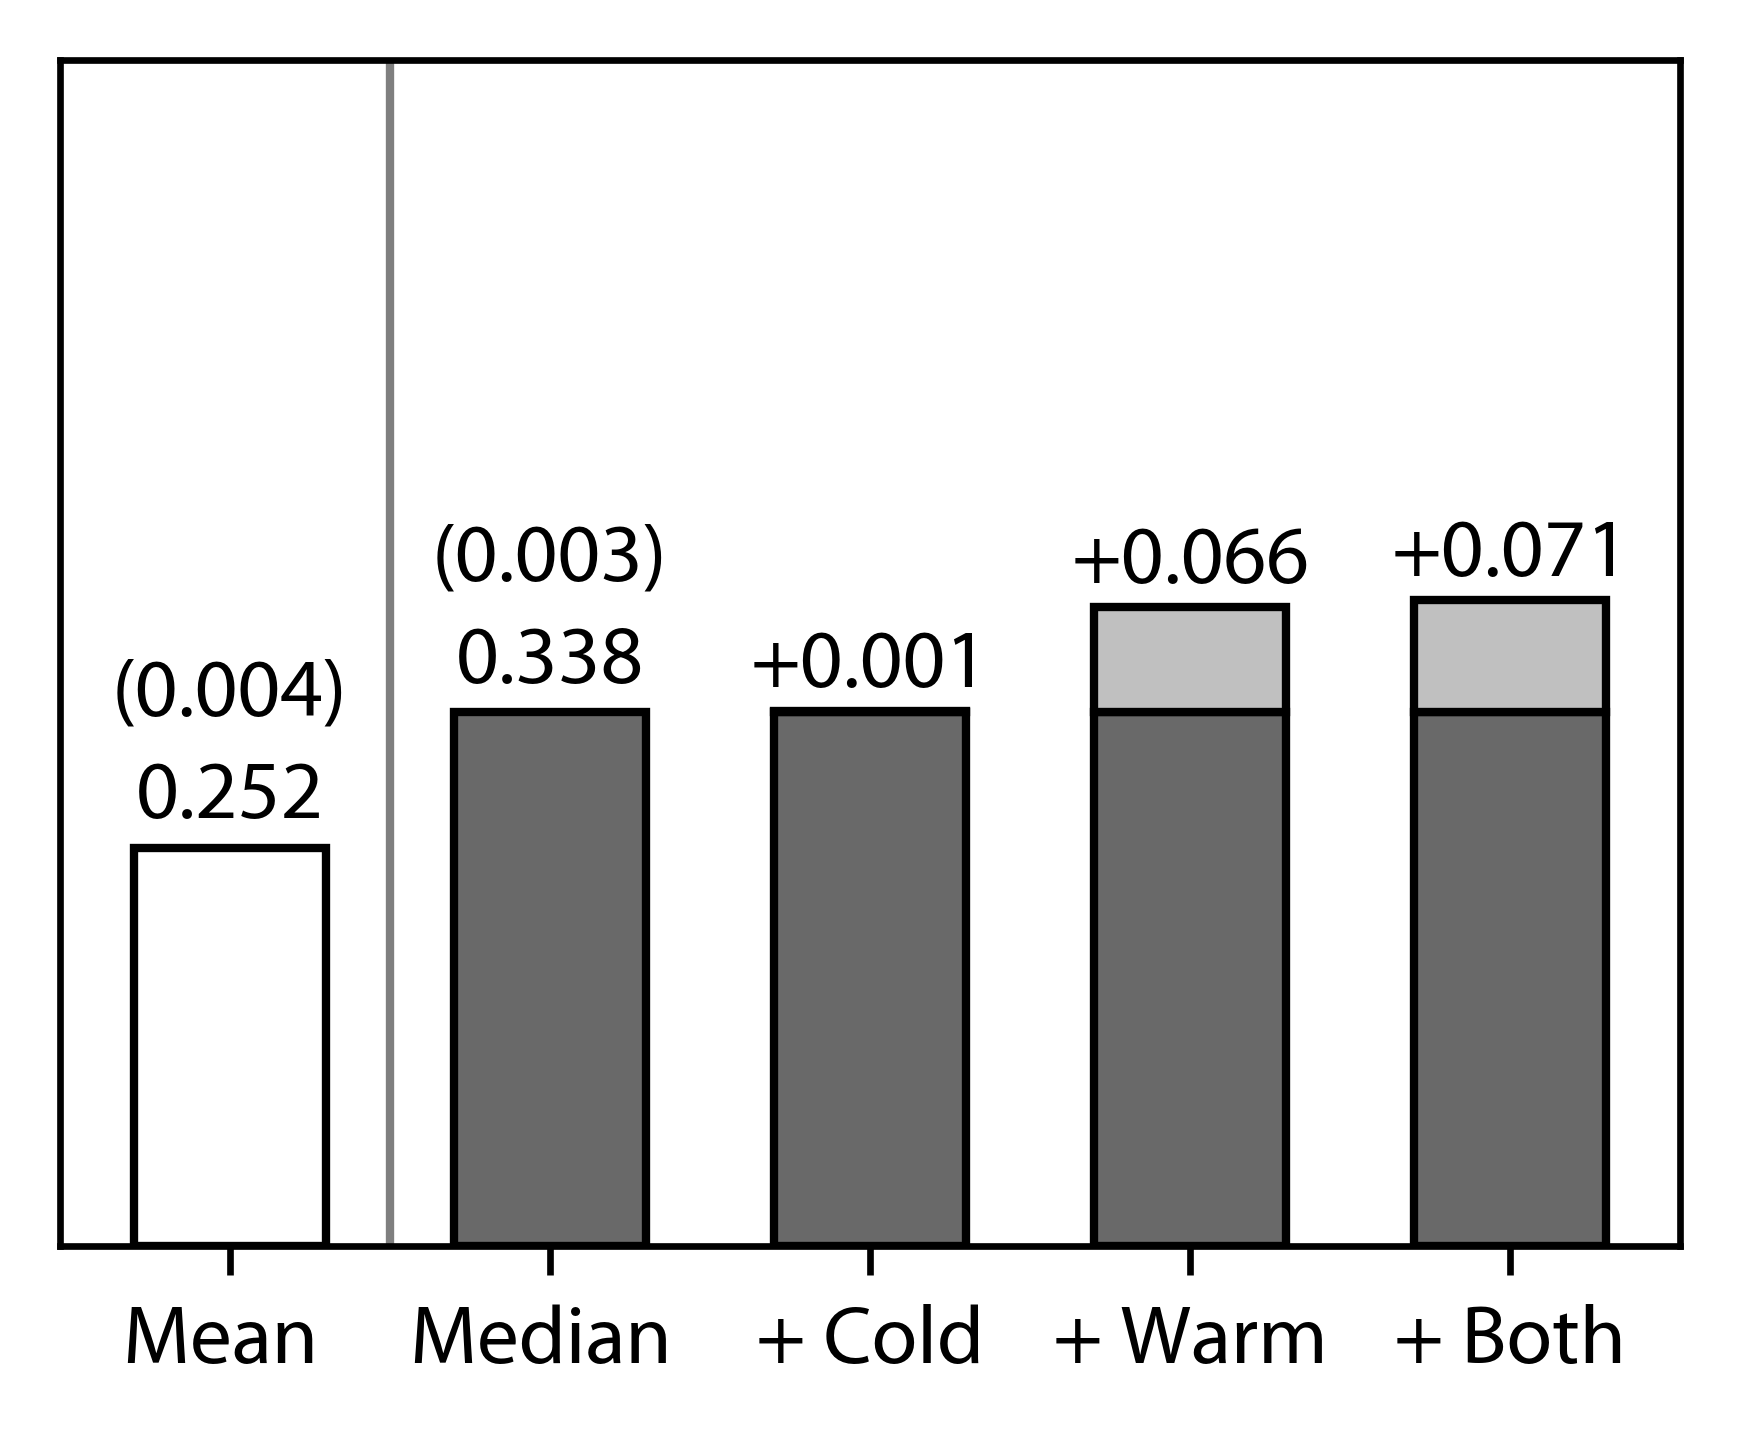 (0.003)
+0.066
+0.071
0.338
+0.001
(0.004)
0.252
Mean
Median
+ Cold
+ Warm
+ Both